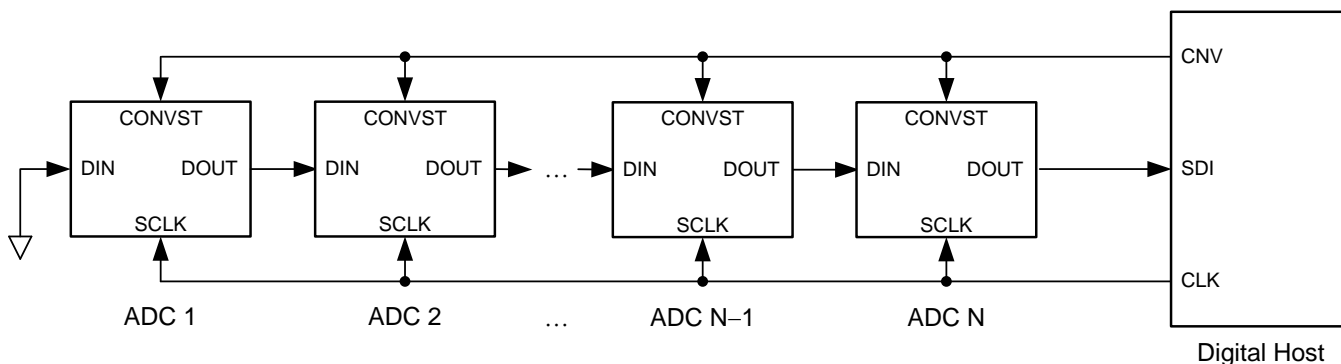 CNV
CONVST
CONVST
CONVST
CONVST
DIN DOUT
DIN DOUT
...
DIN DOUT
DIN DOUT
SDI
SCLK
SCLK
SCLK
SCLK
CLK
ADC 1
ADC 2
...
ADC N–1
ADC N
Digital Host